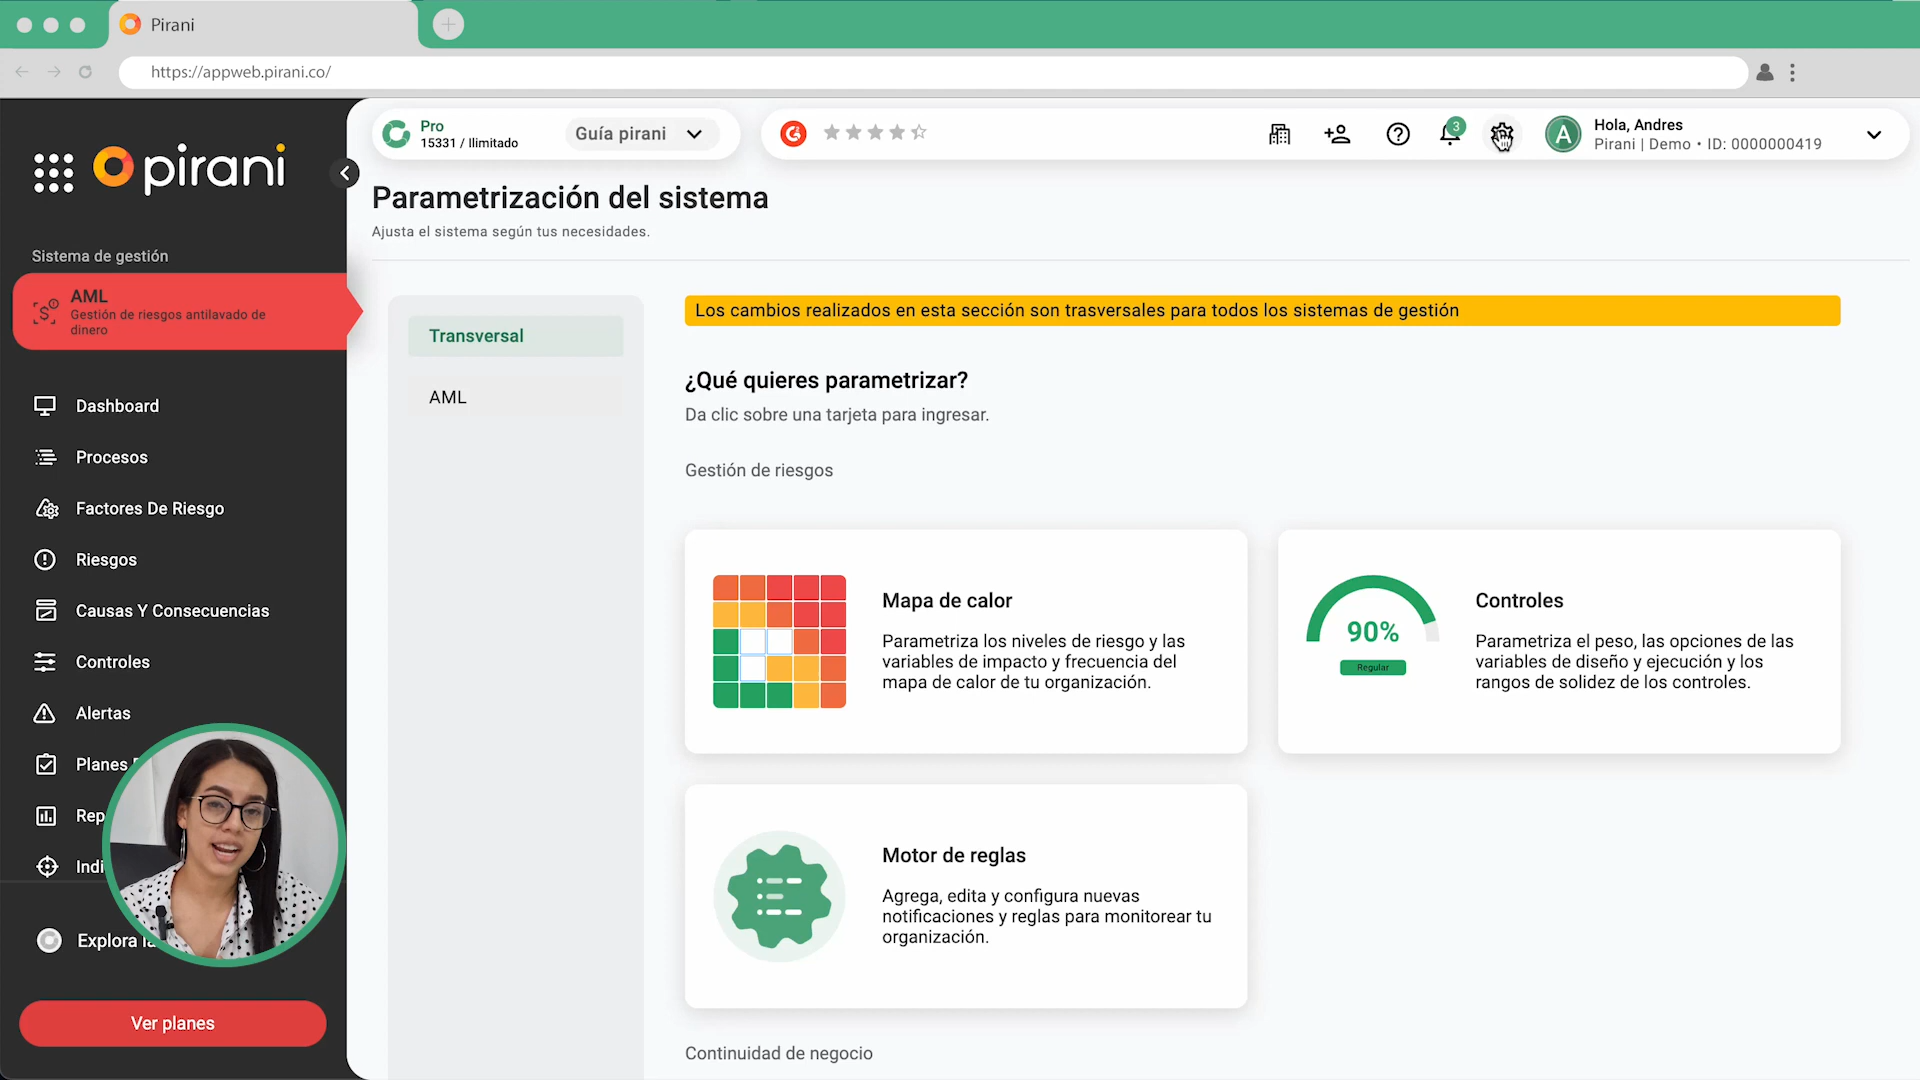 Pirani
https://appweb.pirani.co/
pirani
Sistema de gestión
AML
Gestión de riesgos antilavado de
dinero
Dashboard
Procesos
Factores De Riesgo
Riesgos
Causas Y Consecuencias
Controles
Alertas
Planes
Rep
Indi
Explora la
Ver planes
Pro
15331 / Ilimitado
Guía pirani
3
A
Hola, Andres
Pirani | Demo • ID: 0000000419
Parametrización del sistema
Ajusta el sistema según tus necesidades.
Transversal
AML
Los cambios realizados en esta sección son trasversales para todos los sistemas de gestión
¿Qué quieres parametrizar?
Da clic sobre una tarjeta para ingresar.
Gestión de riesgos
Mapa de calor
Parametriza los niveles de riesgo y las
variables de impacto y frecuencia del
mapa de calor de tu organización.
90%
Regular
Controles
Parametriza el peso, las opciones de las
variables de diseño y ejecución y los
rangos de solidez de los controles.
Motor de reglas
Agrega, edita y configura nuevas
notificaciones y reglas para monitorear tu
organización.
Continuidad de negocio